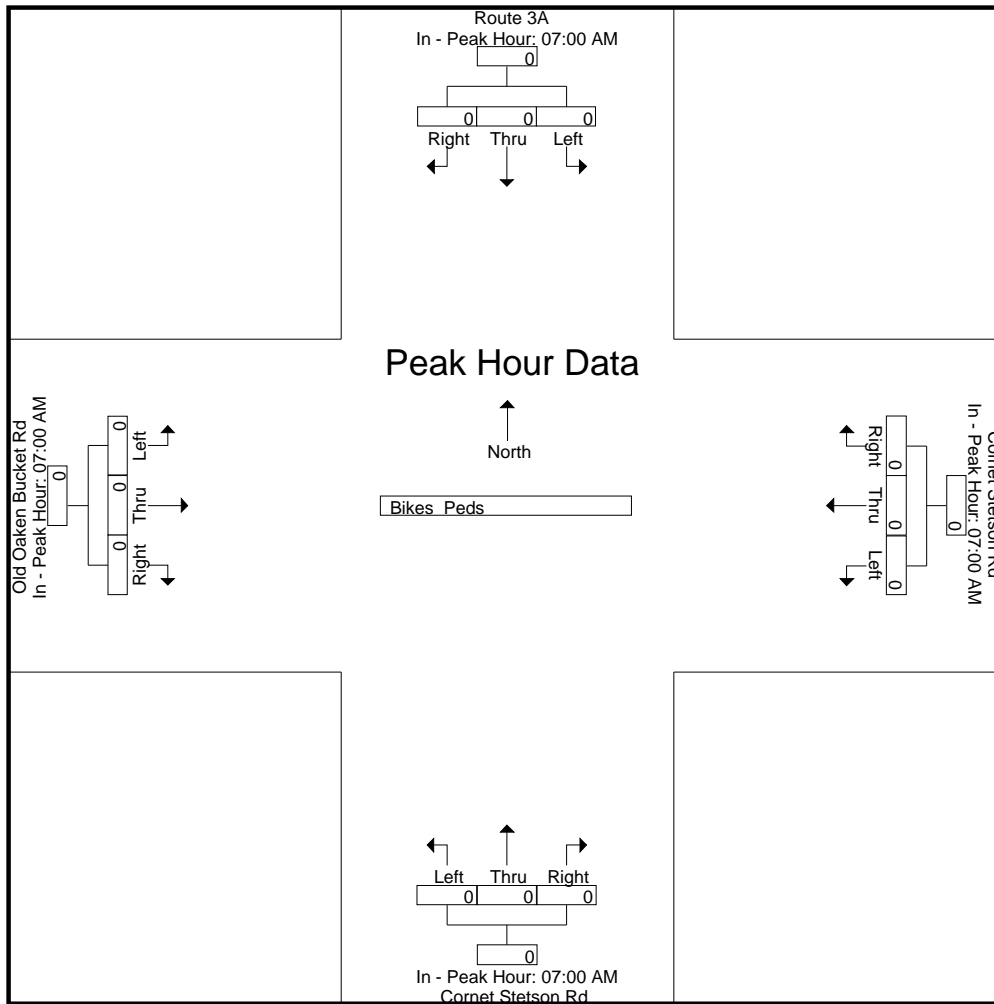 Route 3A
In - Peak Hour: 07:00 AM
0
0 0 0
Right Thru Left
Peak Hour Data
North
Bikes Peds
Old Oaken Bucket Rd
In - Peak Hour: 07:00 AM
0
0 0 0
Left Thru Right
Cornet Stetson Rd
In - Peak Hour: 07:00 AM
0
0 0 0
Right Thru Left
Left Thru Right
0 0 0
0
In - Peak Hour: 07:00 AM
Cornet Stetson Rd